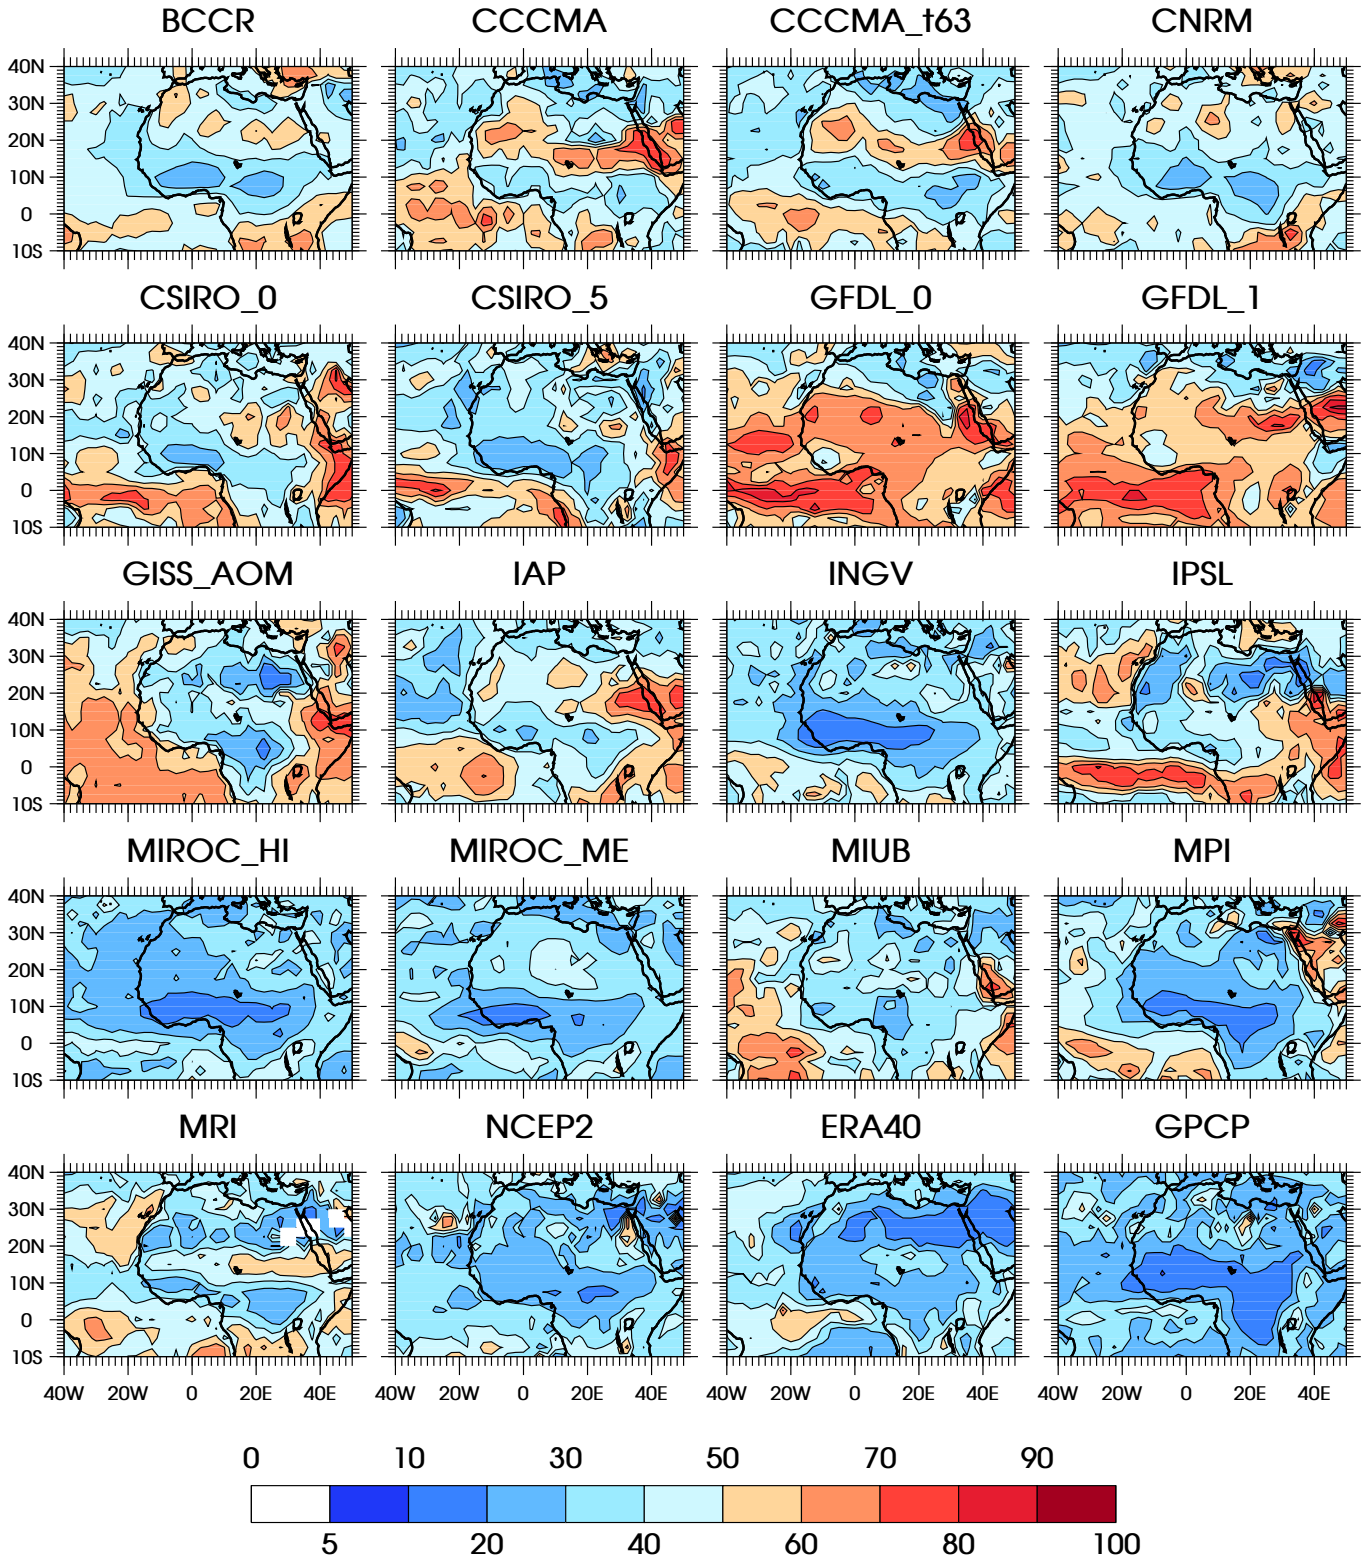 BCCR CCCMA CCCMA_t63 CNRM
40N
30N
20N
10N
0
10S
CSIRO_0 CSIRO_5 GFDL_0 GFDL_1
40N
30N
20N
10N
0
10S
GISS_AOM IAP INGV IPSL
40N
30N
20N
10N
0
10S
MIROC_HI MIROC_ME MIUB MPI
40N
30N
20N
10N
0
10S
MRI NCEP2 ERA40 GPCP
40N
30N
20N
10N
0
10S
40W 20W 0 20E 40E 40W 20W 0 20E 40E 40W 20W 0 20E 40E 40W 20W 0 20E 40E
0 10 30 50 70 90
5 20 40 60 80 100